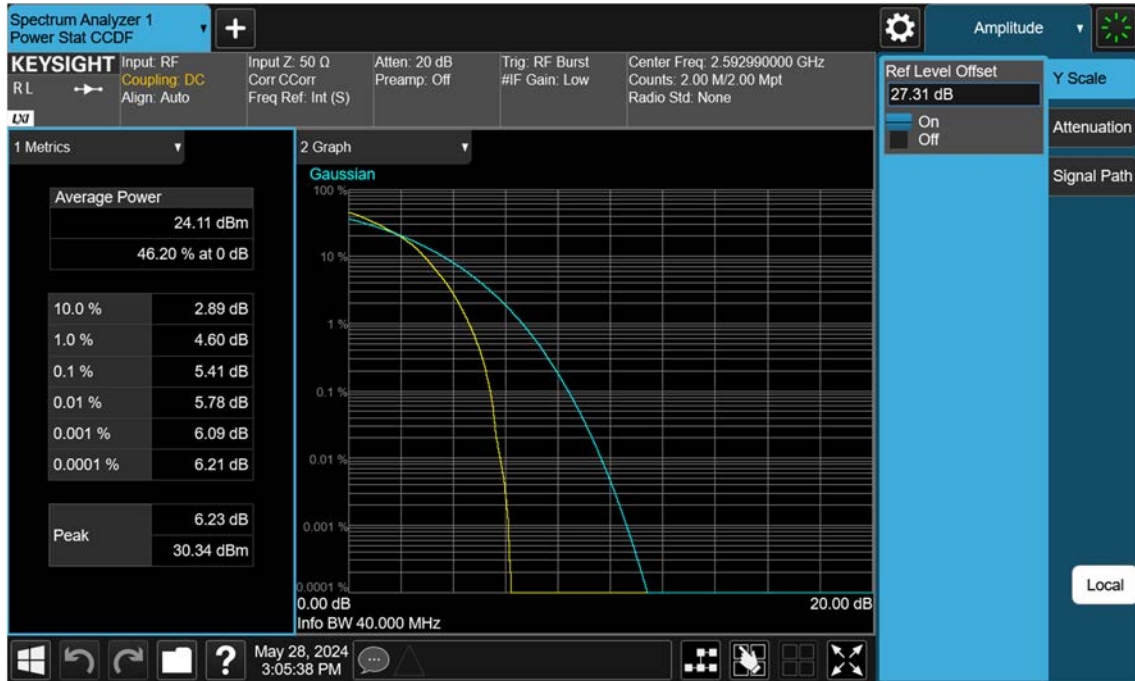 Spectrum Analyzer 1
Power Stat CCDF
Amplitude
KEYSIGHT
R L
LXI
Input: RF
Coupling: DC
Align: Auto
Input Z: 50 Ω
Corr CCorr
Freq Ref: Int (S)
Atten: 20 dB
Preamp: Off
Trig: RF Burst
#IF Gain: Low
Center Freq: 2.592990000 GHz
Counts: 2.00 M/2.00 Mpt
Radio Std: None
Ref Level Offset
27.31 dB
On
Off
Y Scale
Attenuation
Signal Path
1 Metrics
Average Power
24.11 dBm
46.20 % at 0 dB
10.0 % 2.89 dB
1.0 % 4.60 dB
0.1 % 5.41 dB
0.01 % 5.78 dB
0.001 % 6.09 dB
0.0001 % 6.21 dB
Peak 6.23 dB
30.34 dBm
2 Graph
Gaussian
100 %
10 %
1 %
0.1 %
0.01 %
0.001 %
0.0001 %
0.00 dB 20.00 dB
Info BW 40.000 MHz
Local
?
May 28, 2024
3:05:38 PM